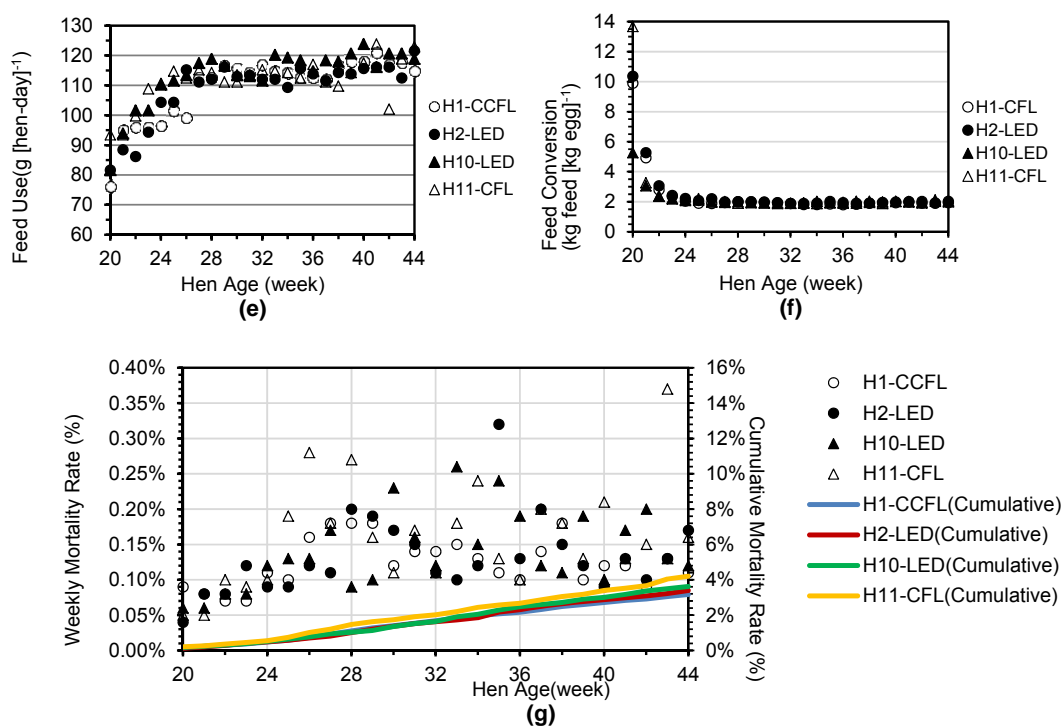 Feed Use(g [hen-day]-1
130
120
110
100
90
80
70
60
20 24 28 32 36 40 44
Hen Age (week)
(e)
H1-CCFL
H2-LED
H10-LED
H11-CFL
Feed Conversion
(kg feed [kg egg]-1)
14
12
10
8
6
4
2
0
20 24 28 32 36 40 44
Hen Age (week)
(f)
H1-CFL
H2-LED
H10-LED
H11-CFL
Weekly Mortality Rate (%)
0.40%
0.35%
0.30%
0.25%
0.20%
0.15%
0.10%
0.05%
0.00%
20 24 28 32 36 40 44
Hen Age(week)
(g)
16%
14%
12%
10%
8%
6%
4%
2%
0%
Cumulative Mortality Rate (%)
H1-CCFL
H2-LED
H10-LED
H11-CFL
H1-CCFL(Cumulative)
H2-LED(Cumulative)
H10-LED(Cumulative)
H11-CFL(Cumulative)